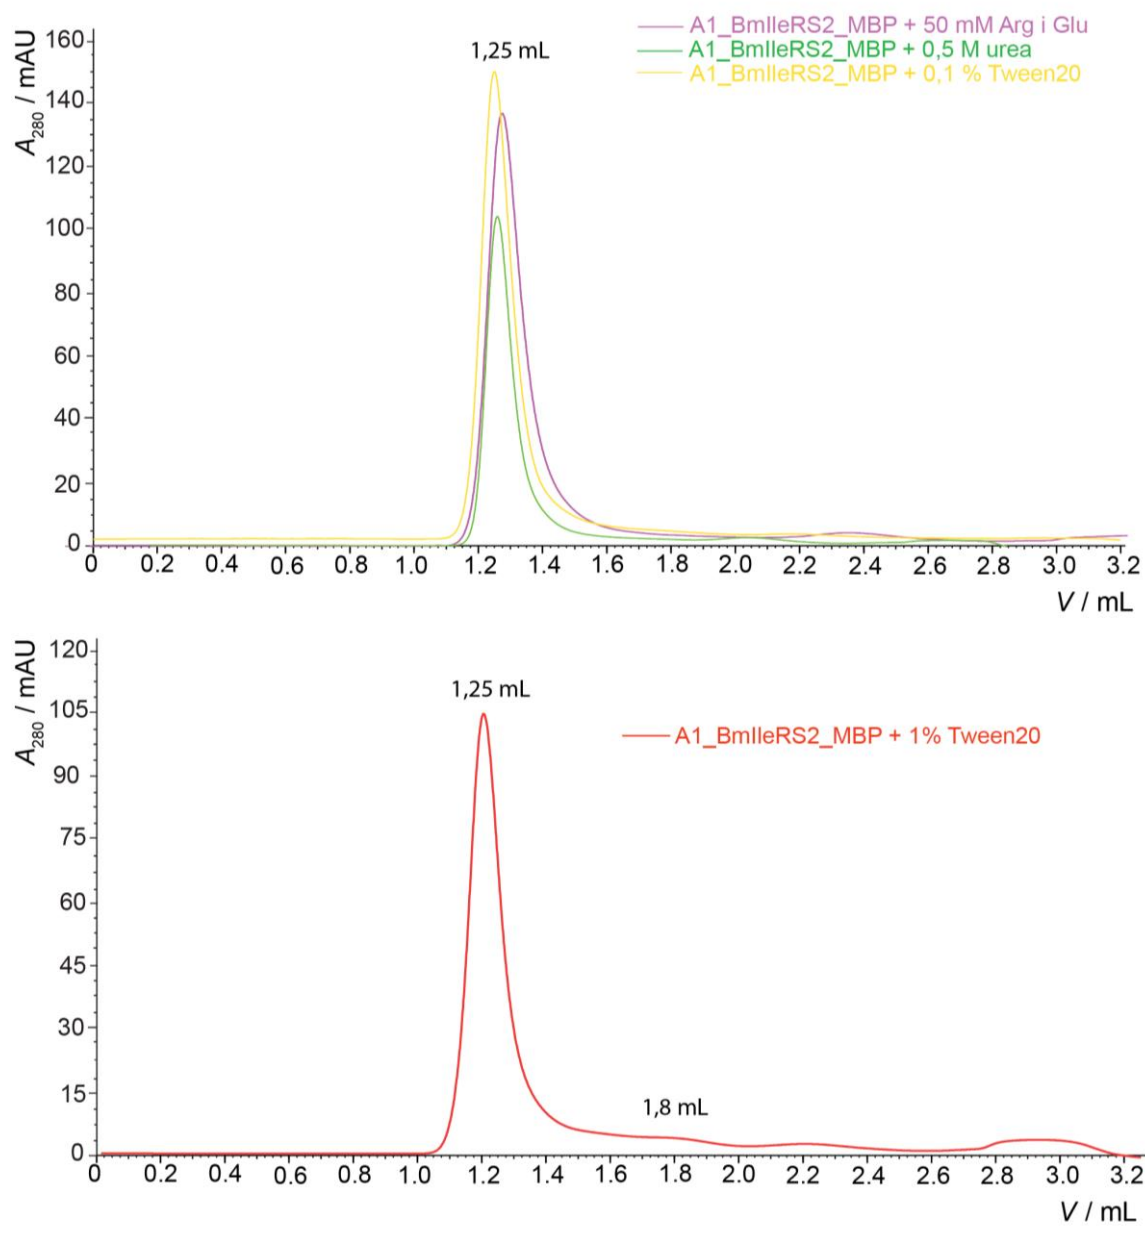 A1_BmIleRS2_MBP + 50 mM Arg i Glu
A1_BmIleRS2_MBP + 0,5 M urea
A1_BmIleRS2_MBP + 0,1 % Tween20
1,25 mL
A280 / mAU
160
140
120
100
80
60
40
20
0
0 0.2 0.4 0.6 0.8 1.0 1.2 1.4 1.6 1.8 2.0 2.2 2.4 2.6 2.8 3.0 3.2
V / mL
A280 / mAU
120
105
90
75
60
45
30
15
0
1,25 mL
A1_BmIleRS2_MBP + 1% Tween20
1,8 mL
0 0.2 0.4 0.6 0.8 1.0 1.2 1.4 1.6 1.8 2.0 2.2 2.4 2.6 2.8 3.0 3.2
V / mL